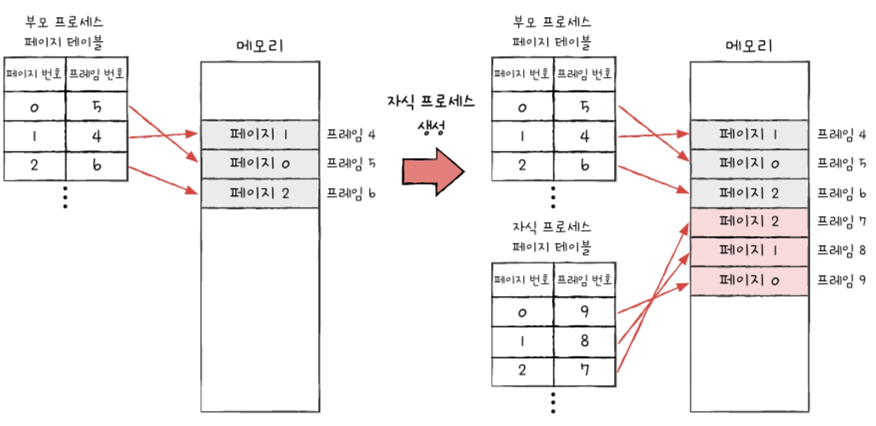 부모 프로세스
페이지 테이블
페이지 번호 프레임 번호
0 5
1 4
2 6
메모리
페이지 1 프레임 4
페이지 0 프레임 5
페이지 2 프레임 6
자식 프로세스
생성
부모 프로세스
페이지 테이블
페이지 번호 프레임 번호
0 5
1 4
2 6
자식 프로세스
페이지 테이블
페이지 번호 프레임 번호
0 9
1 8
2 7
메모리
페이지 1 프레임 4
페이지 0 프레임 5
페이지 2 프레임 6
페이지 2 프레임 7
페이지 1 프레임 8
페이지 0 프레임 9